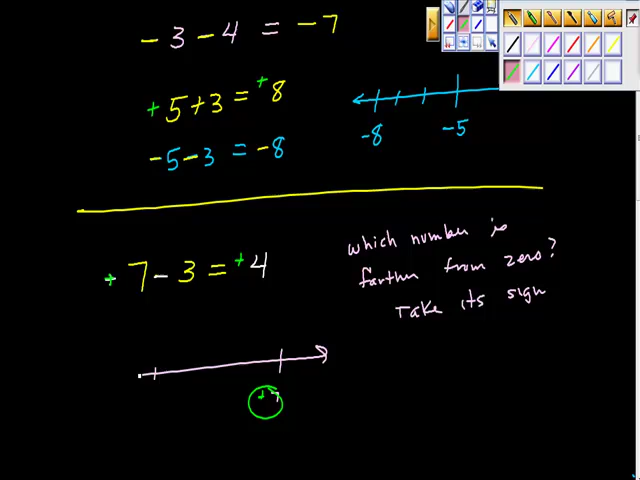 -3-4 = -7
+5+3 = +8
-5-3 = -8
-8 -5
+7-3 = +4
which number is
farther from zero?
Take its sign
+7